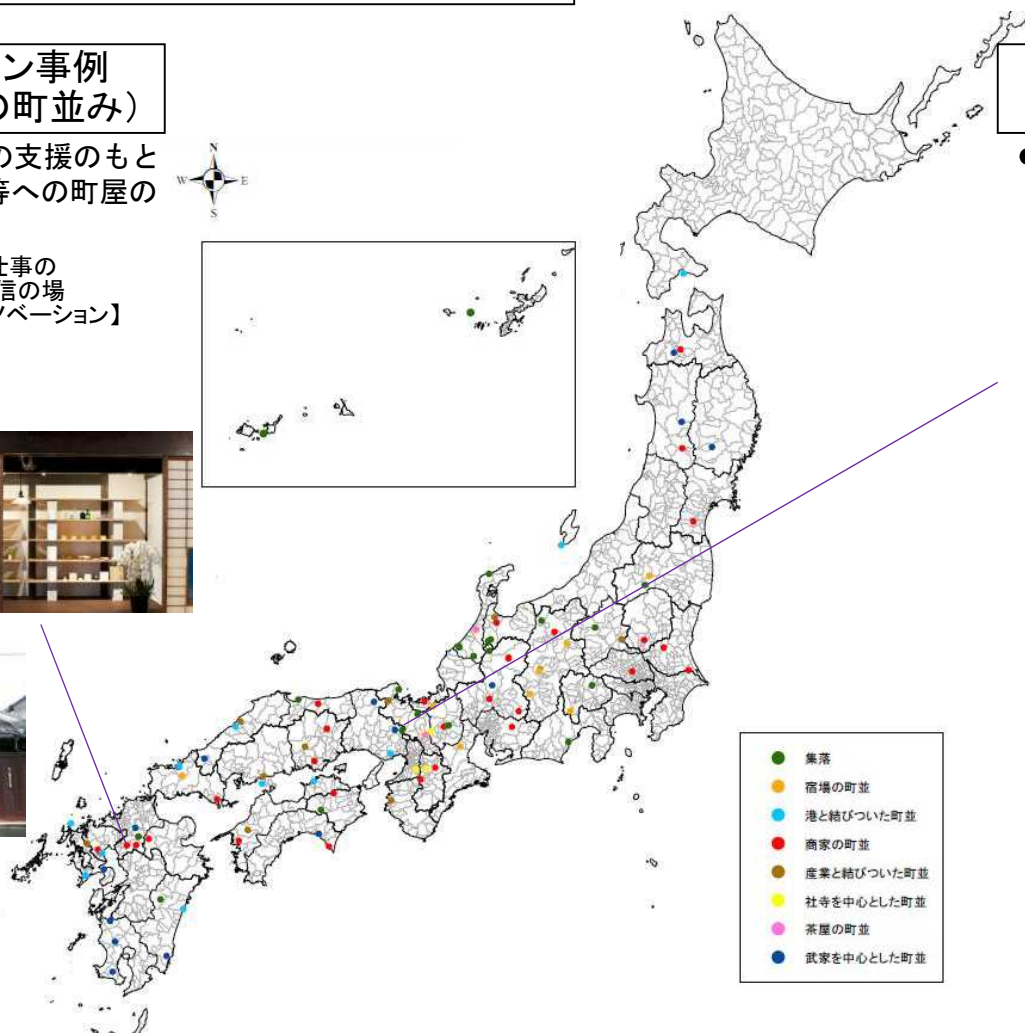 ン事例
の町並み）
の支援のもと
等への町屋の
仕事の
信の場
ノベーション】
N
W E
S
●
集落
宿場の町並
港と結びついた町並
商家の町並
産業と結びついた町並
社寺を中心とした町並
茶屋の町並
武家を中心とした町並